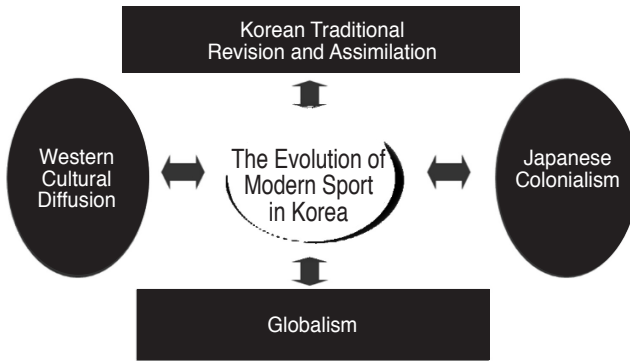 Korean Traditional
Revision and Assimilation
Western
Cultural
Diffusion
The Evolution of
Modern Sport
in Korea
Japanese
Colonialism
Globalism